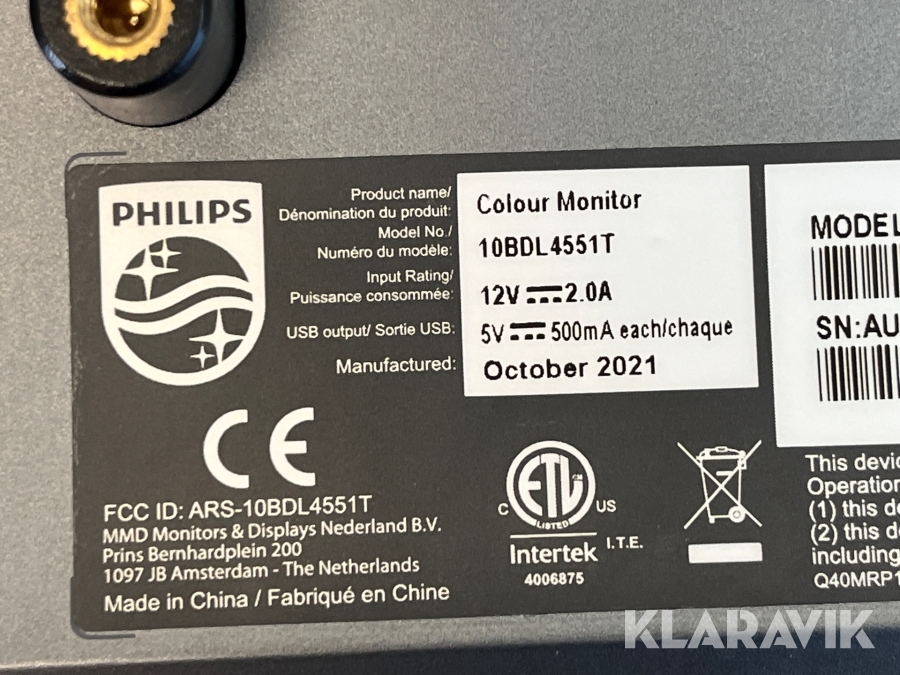 PHILIPS
Product name/
Dénomination du produit:
Colour Monitor
Model No./
Numéro du modèle:
10BDL4551T
Input Rating/
Puissance consommée:
12V 2.0A
USB output/ Sortie USB:
5V 500mA each/chaque
Manufactured:
October 2021
MODEL
SN:AU
CE
FCC ID: ARS-10BDL4551T
MMD Monitors & Displays Nederland B.V.
Prins Bernhardplein 200
1097 JB Amsterdam - The Netherlands
Made in China / Fabriqué en Chine
ETL
CM
LISTED
C US
Intertek I.T.E.
4006875
This devic
Operation
(1) this de
(2) this d
including
Q40MRP1
KLARAVIK